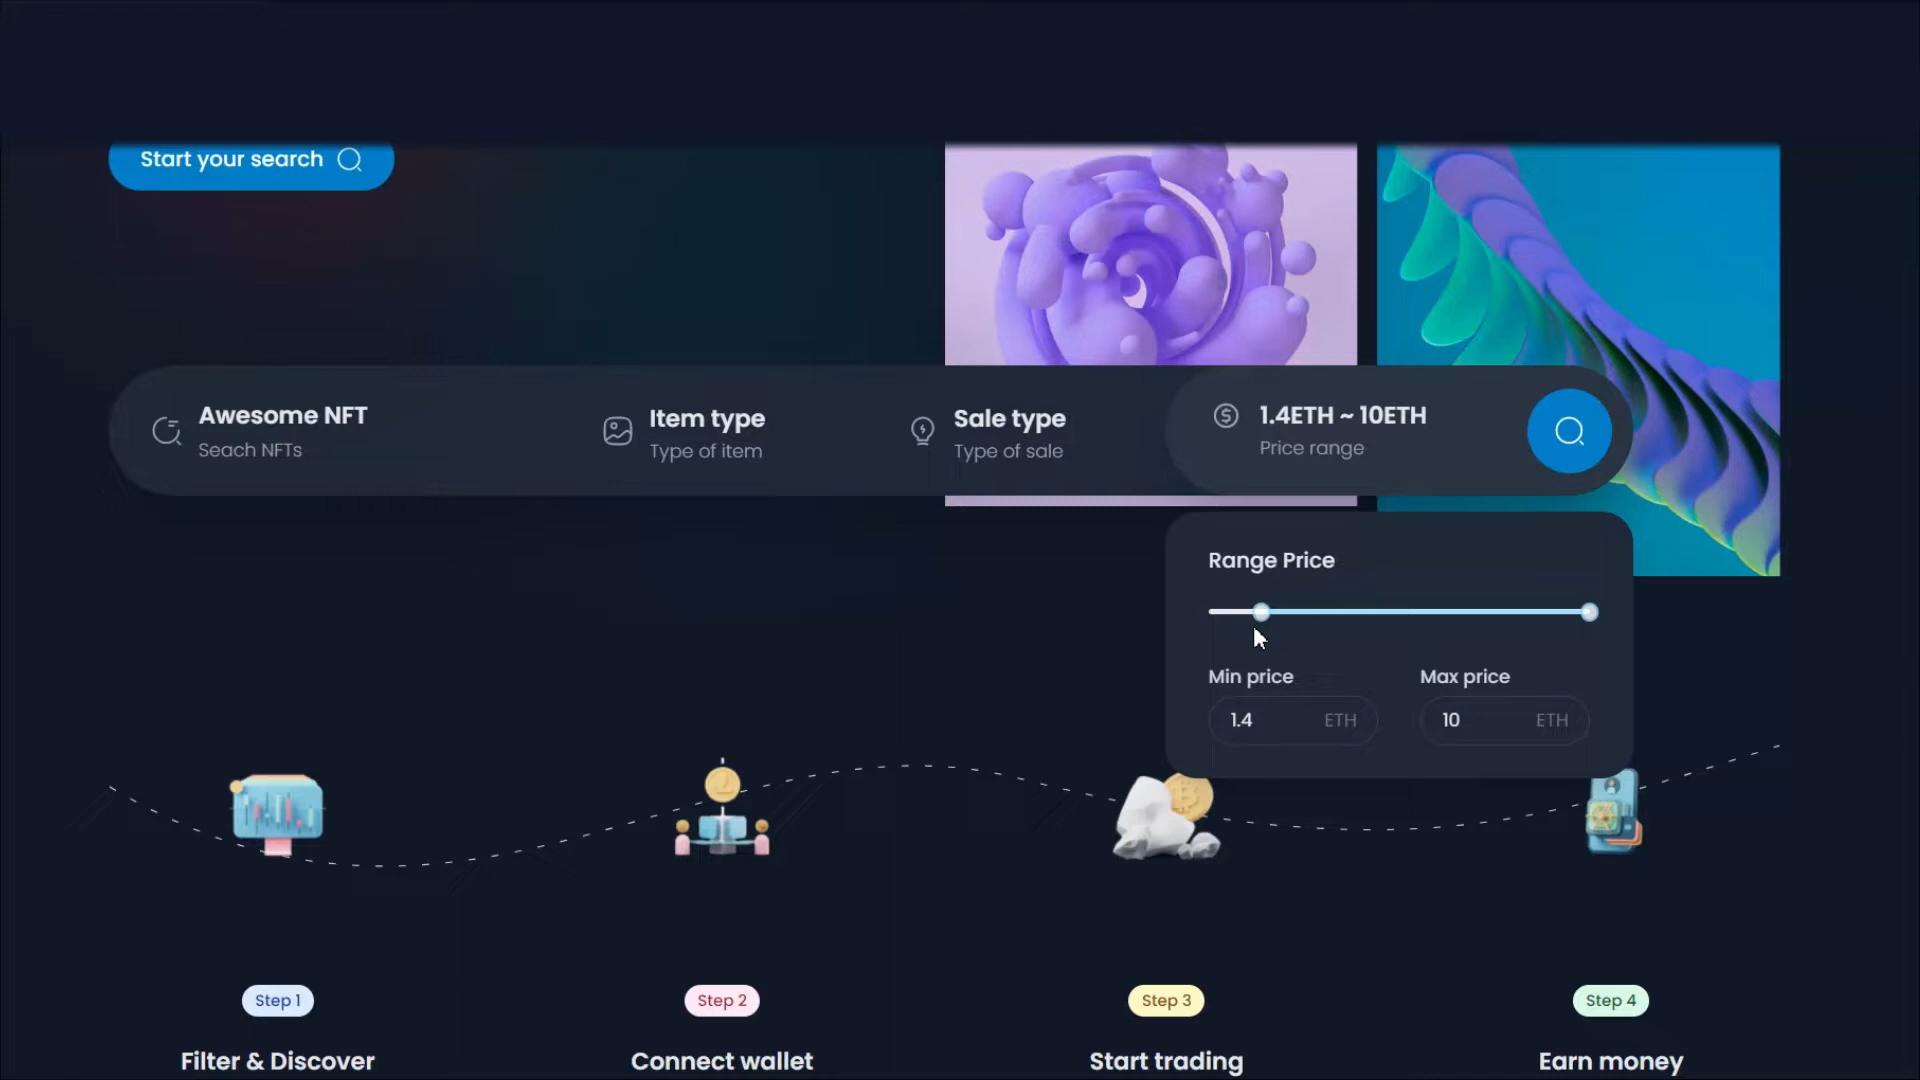 Start your search
Awesome NFT
Seach NFTs
Item type
Type of item
Sale type
Type of sale
1.4ETH ~ 10ETH
Price range
Range Price
Min price
Max price
1.4 ETH
10 ETH
Step 1
Step 2
Step 3
Step 4
Filter & Discover
Connect wallet
Start trading
Earn money